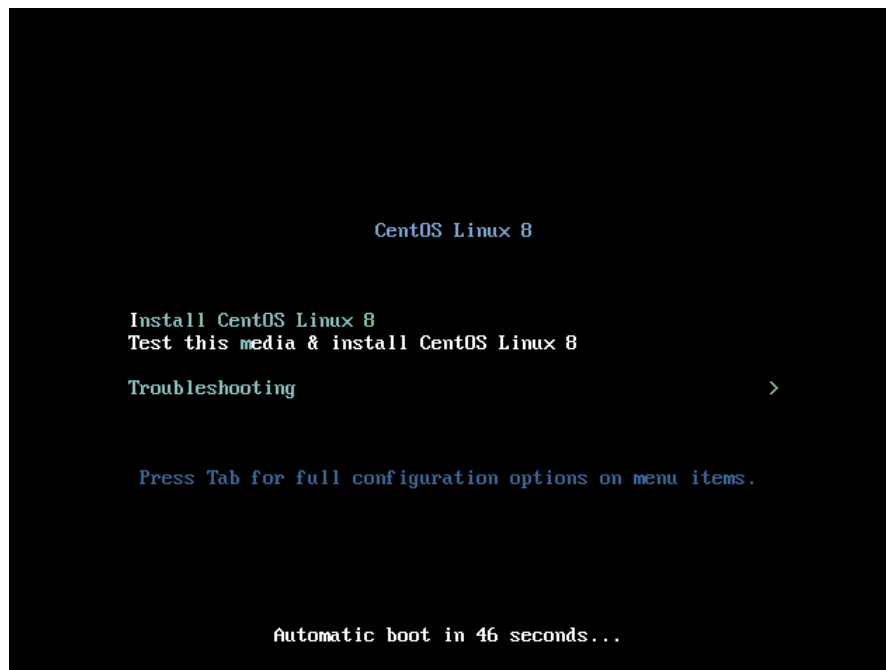 CentOS Linux 8
Install CentOS Linux 8
Test this media & install CentOS Linux 8
Troubleshooting >
Press Tab for full configuration options on menu items.
Automatic boot in 46 seconds...